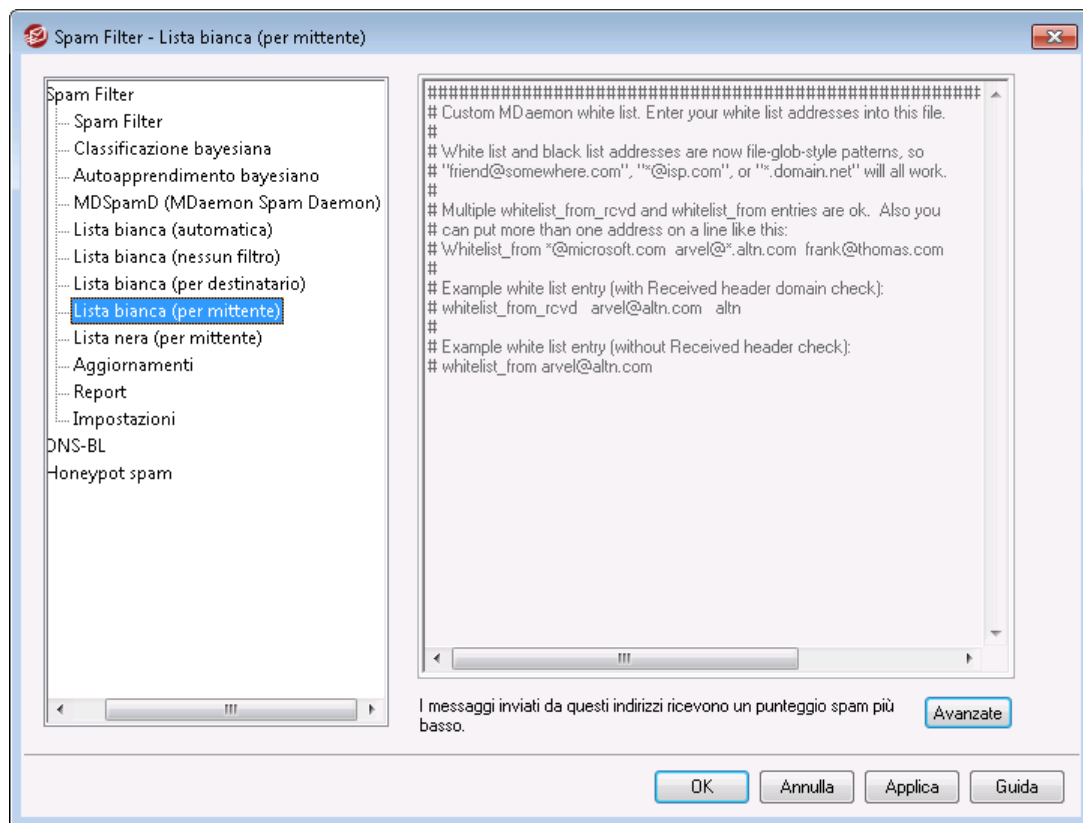 Spam Filter - Lista bianca (per mittente)
Spam Filter
Spam Filter
Classificazione bayesiana
Autoapprendimento bayesiano
MDSpamD (MDaemon Spam Daemon)
Lista bianca (automatica)
Lista bianca (nessun filtro)
Lista bianca (per destinatario)
Lista bianca (per mittente)
Lista nera (per mittente)
Aggiornamenti
Report
Impostazioni
DNS-BL
Honeypot spam
######################################################
# Custom MDaemon white list. Enter your white list addresses into this file.
#
# White list and black list addresses are now file-glob-style patterns, so
# "friend@somewhere.com", "*@isp.com", or "*.domain.net" will all work.
#
# Multiple whitelist_from_rcvd and whitelist_from entries are ok.  Also you
# can put more than one address on a line like this:
# Whitelist_from *@microsoft.com  arvel@*.altn.com  frank@thomas.com
#
# Example white list entry (with Received header domain check):
# whitelist_from_rcvd   arvel@altn.com   altn
#
# Example white list entry (without Received header check):
# whitelist_from arvel@altn.com
I messaggi inviati da questi indirizzi ricevono un punteggio spam più
basso.
Avanzate
OK
Annulla
Applica
Guida